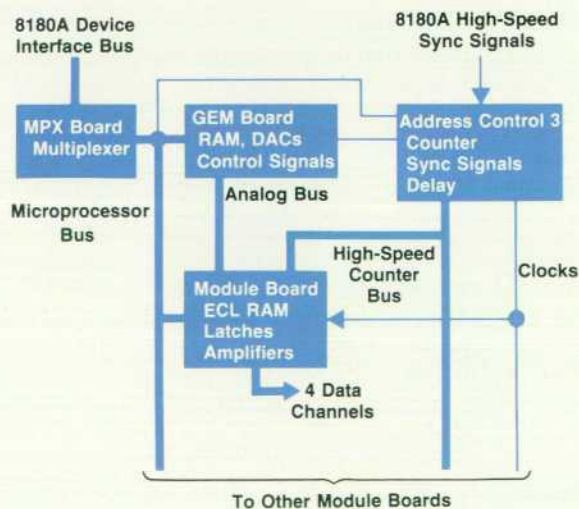 8180A Device
Interface Bus
8180A High-Speed
Sync Signals
MPX Board
Multiplexer
GEM Board
RAM, DACs
Control Signals
Address Control 3
Counter
Sync Signals
Delay
Microprocessor
Bus
Analog Bus
High-Speed
Counter
Bus
Clocks
Module Board
ECL RAM
Latches
Amplifiers
4 Data
Channels
To Other Module Boards